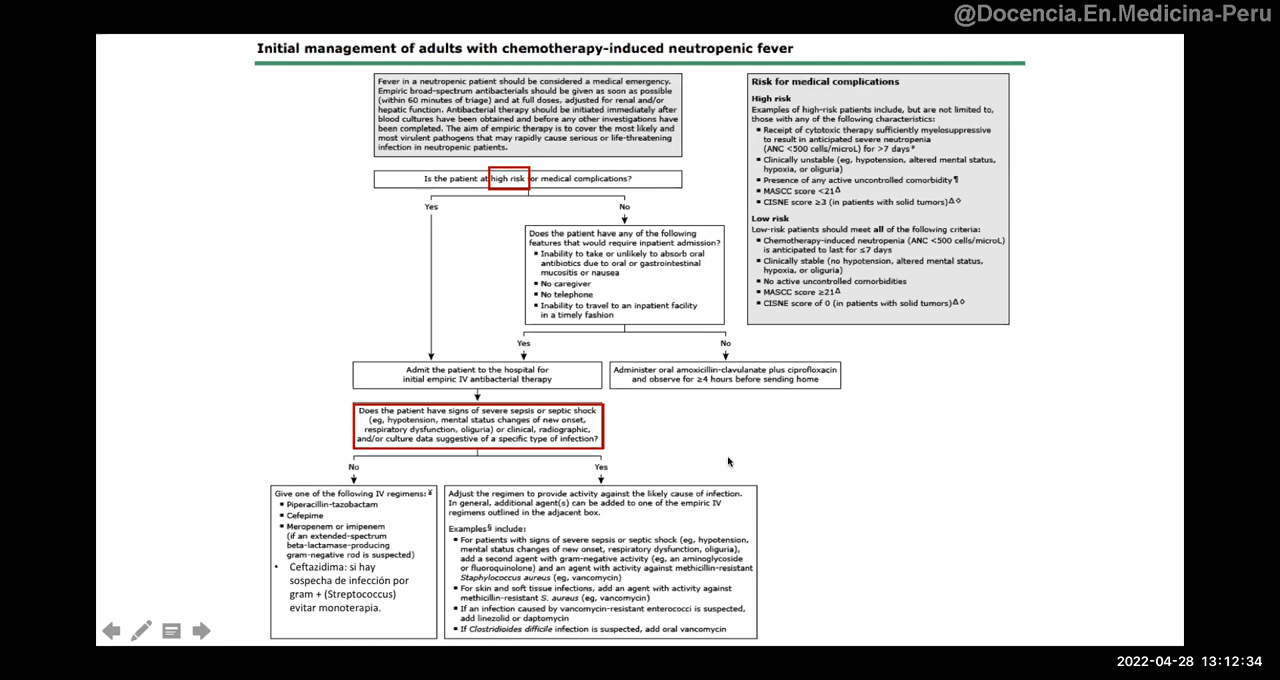 @Docencia.En.Medicina-Peru
Initial management of adults with chemotherapy-induced neutropenic fever
Fever in a neutropenic patient should be considered a medical emergency.
Empiric broad-spectrum antibacterials should be given as soon as possible
(within 60 minutes of triage) and at full doses, adjusted for renal and/or
hepatic function. Antibacterial therapy should be initiated immediately after
blood cultures have been obtained and before any other investigations have
been completed. The aim of empiric therapy is to cover the most likely and
most virulent pathogens that may rapidly cause serious or life-threatening
infection in neutropenic patients.
Is the patient at high risk for medical complications?
Yes
No
Does the patient have any of the following
features that would require inpatient admission?
▪ Inability to take or unlikely to absorb oral
antibiotics due to oral or gastrointestinal
mucositis or nausea
▪ No caregiver
▪ No telephone
▪ Inability to travel to an inpatient facility
in a timely fashion
Yes
No
Admit the patient to the hospital for
initial empiric IV antibacterial therapy
Administer oral amoxicillin-clavulanate plus ciprofloxacin
and observe for ≥4 hours before sending home
Does the patient have signs of severe sepsis or septic shock
(eg, hypotension, mental status changes of new onset,
respiratory dysfunction, oliguria) or clinical, radiographic,
and/or culture data suggestive of a specific type of infection?
No
Yes
Give one of the following IV regimens:¥
▪ Piperacillin-tazobactam
▪ Cefepime
▪ Meropenem or imipenem
(if an extended-spectrum
beta-lactamase-producing
gram-negative rod is suspected)
• Ceftazidima: si hay
sospecha de infección por
gram + (Streptococcus)
evitar monoterapia.
Adjust the regimen to provide activity against the likely cause of infection.
In general, additional agent(s) can be added to one of the empiric IV
regimens outlined in the adjacent box.
Examples§ include:
▪ For patients with signs of severe sepsis or septic shock (eg, hypotension,
mental status changes of new onset, respiratory dysfunction, oliguria),
add a second agent with gram-negative activity (eg, an aminoglycoside
or fluoroquinolone) and an agent with activity against methicillin-resistant
Staphylococcus aureus (eg, vancomycin)
▪ For skin and soft tissue infections, add an agent with activity against
methicillin-resistant S. aureus (eg, vancomycin)
▪ If an infection caused by vancomycin-resistant enterococci is suspected,
add linezolid or daptomycin
▪ If Clostridioides difficile infection is suspected, add oral vancomycin
Risk for medical complications
High risk
Examples of high-risk patients include, but are not limited to,
those with any of the following characteristics:
▪ Receipt of cytotoxic therapy sufficiently myelosuppressive
to result in anticipated severe neutropenia
(ANC <500 cells/microL) for >7 days*
▪ Clinically unstable (eg, hypotension, altered mental status,
hypoxia, or oliguria)
▪ Presence of any active uncontrolled comorbidity¶
▪ MASCC score <21Δ
▪ CISNE score ≥3 (in patients with solid tumors)Δ◇
Low risk
Low-risk patients should meet all of the following criteria:
▪ Chemotherapy-induced neutropenia (ANC <500 cells/microL)
is anticipated to last for ≤7 days
▪ Clinically stable (no hypotension, altered mental status,
hypoxia, or oliguria)
▪ No active uncontrolled comorbidities
▪ MASCC score ≥21Δ
▪ CISNE score of 0 (in patients with solid tumors)Δ◇
2022-04-28 13:12:34